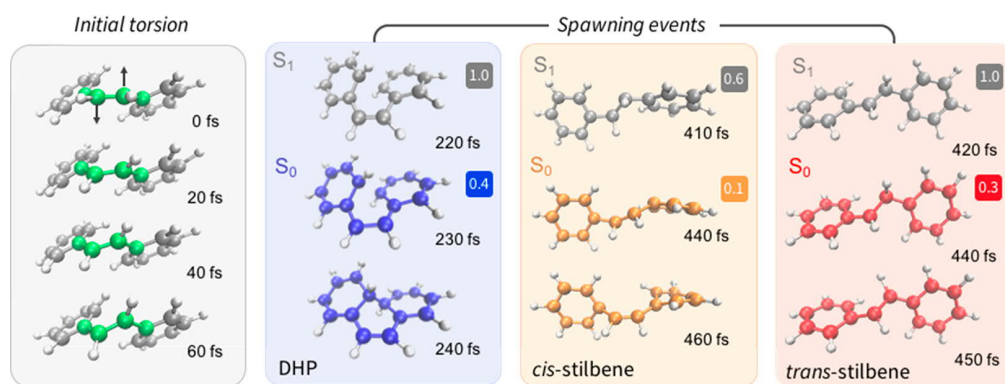 Initial torsion
Spawning events
0 fs
20 fs
40 fs
60 fs
S1
1.0
220 fs
S0
0.4
230 fs
240 fs
DHP
S1
0.6
410 fs
S0
0.1
440 fs
460 fs
cis-stilbene
S1
1.0
420 fs
S0
0.3
440 fs
450 fs
trans-stilbene